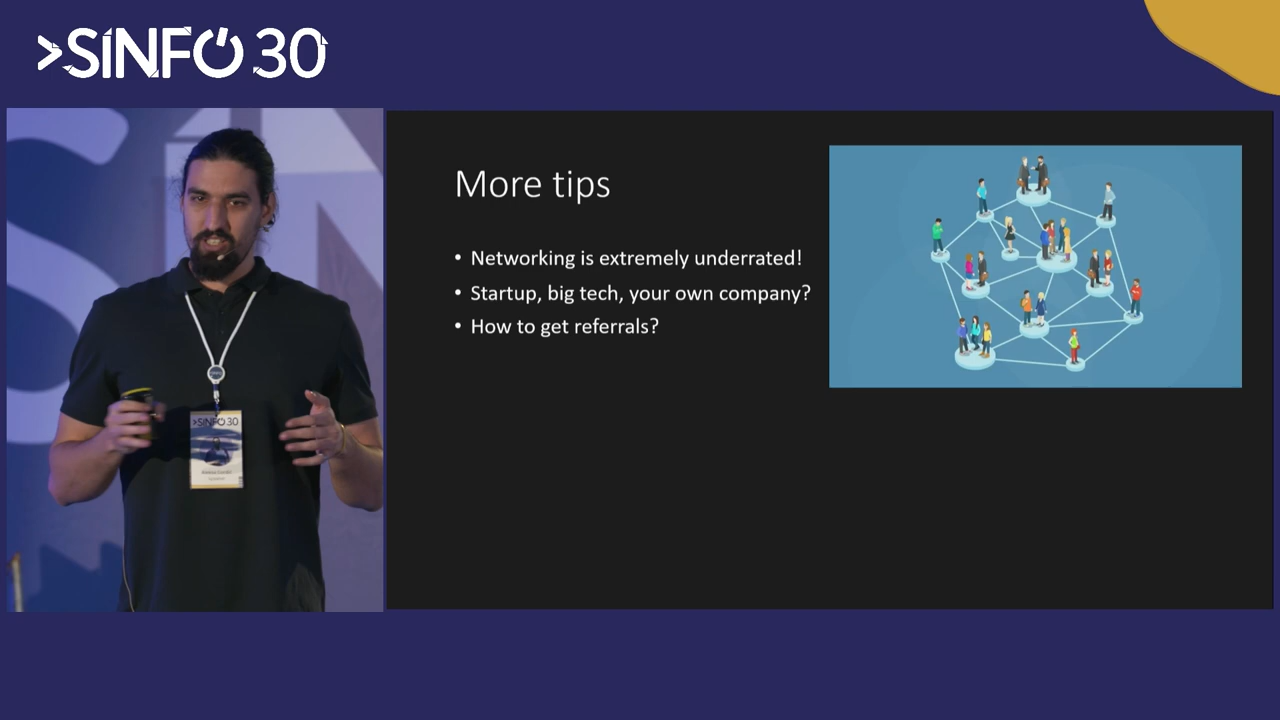 >SINFO 30
More tips
• Networking is extremely underrated!
• Startup, big tech, your own company?
• How to get referrals?
>SINFO 30